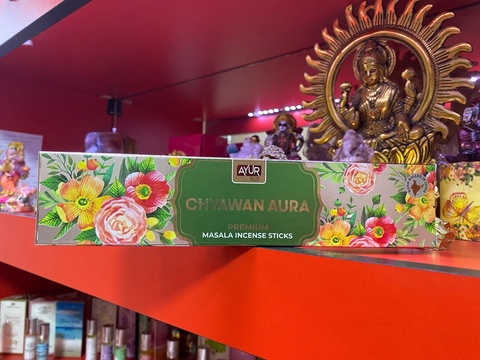 AYUR
CHYAWAN AURA
PREMIUM
MASALA INCENSE STICKS